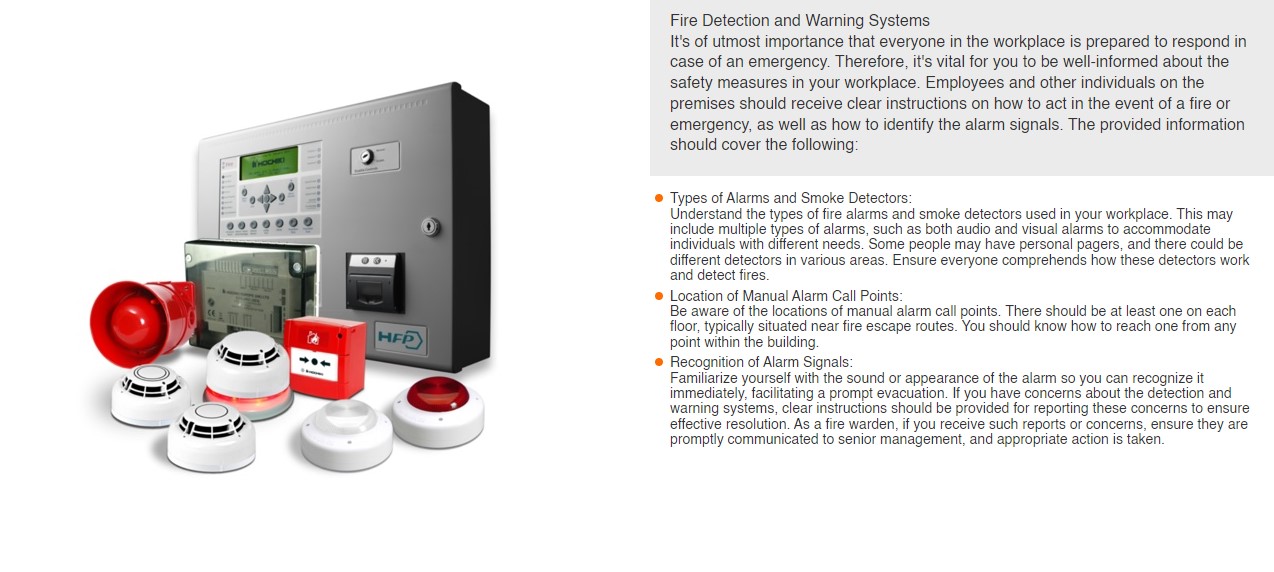 Fire Detection and Warning Systems
It's of utmost importance that everyone in the workplace is prepared to respond in
case of an emergency. Therefore, it's vital for you to be well-informed about the
safety measures in your workplace. Employees and other individuals on the
premises should receive clear instructions on how to act in the event of a fire or
emergency, as well as how to identify the alarm signals. The provided information
should cover the following:
Types of Alarms and Smoke Detectors:
Understand the types of fire alarms and smoke detectors used in your workplace. This may
include multiple types of alarms, such as both audio and visual alarms to accommodate
individuals with different needs. Some people may have personal pagers, and there could be
different detectors in various areas. Ensure everyone comprehends how these detectors work
and detect fires.
Location of Manual Alarm Call Points:
Be aware of the locations of manual alarm call points. There should be at least one on each
floor, typically situated near fire escape routes. You should know how to reach one from any
point within the building.
Recognition of Alarm Signals:
Familiarize yourself with the sound or appearance of the alarm so you can recognize it
immediately, facilitating a prompt evacuation. If you have concerns about the detection and
warning systems, clear instructions should be provided for reporting these concerns to ensure
effective resolution. As a fire warden, if you receive such reports or concerns, ensure they are
promptly communicated to senior management, and appropriate action is taken.
HOCHIKI
HFP